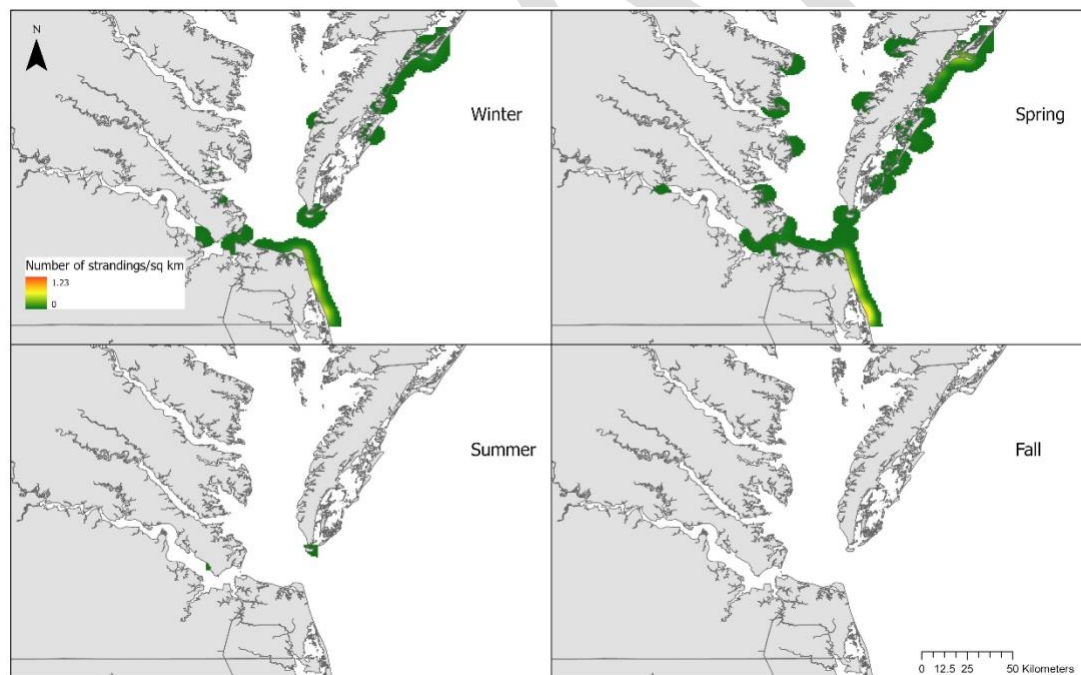 N
Winter
Spring
Number of strandings/sq km
1.23
0
Summer
Fall
0 12.5 25 50 Kilometers